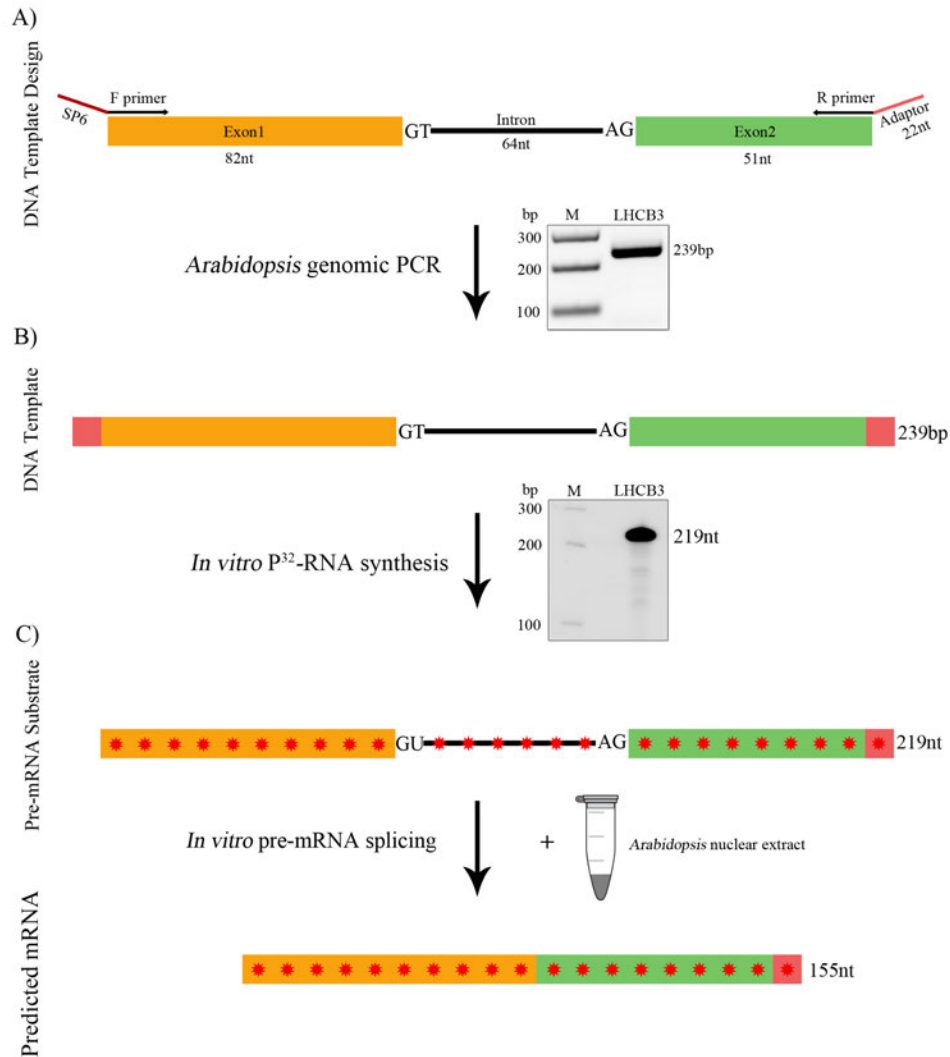 A)
DNA Template Design
SP6
F primer
Exon1
82nt
GT
Intron
64nt
AG
R primer
Exon2
51nt
Adaptor
22nt
Arabidopsis genomic PCR
bp
M
LHCB3
300
200
100
239bp
B)
DNA Template
GT
AG
239bp
In vitro P³²-RNA synthesis
bp
M
LHCB3
300
200
100
219nt
C)
Pre-mRNA Substrate
GU
AG
219nt
In vitro pre-mRNA splicing
+
Arabidopsis nuclear extract
Predicted mRNA
155nt